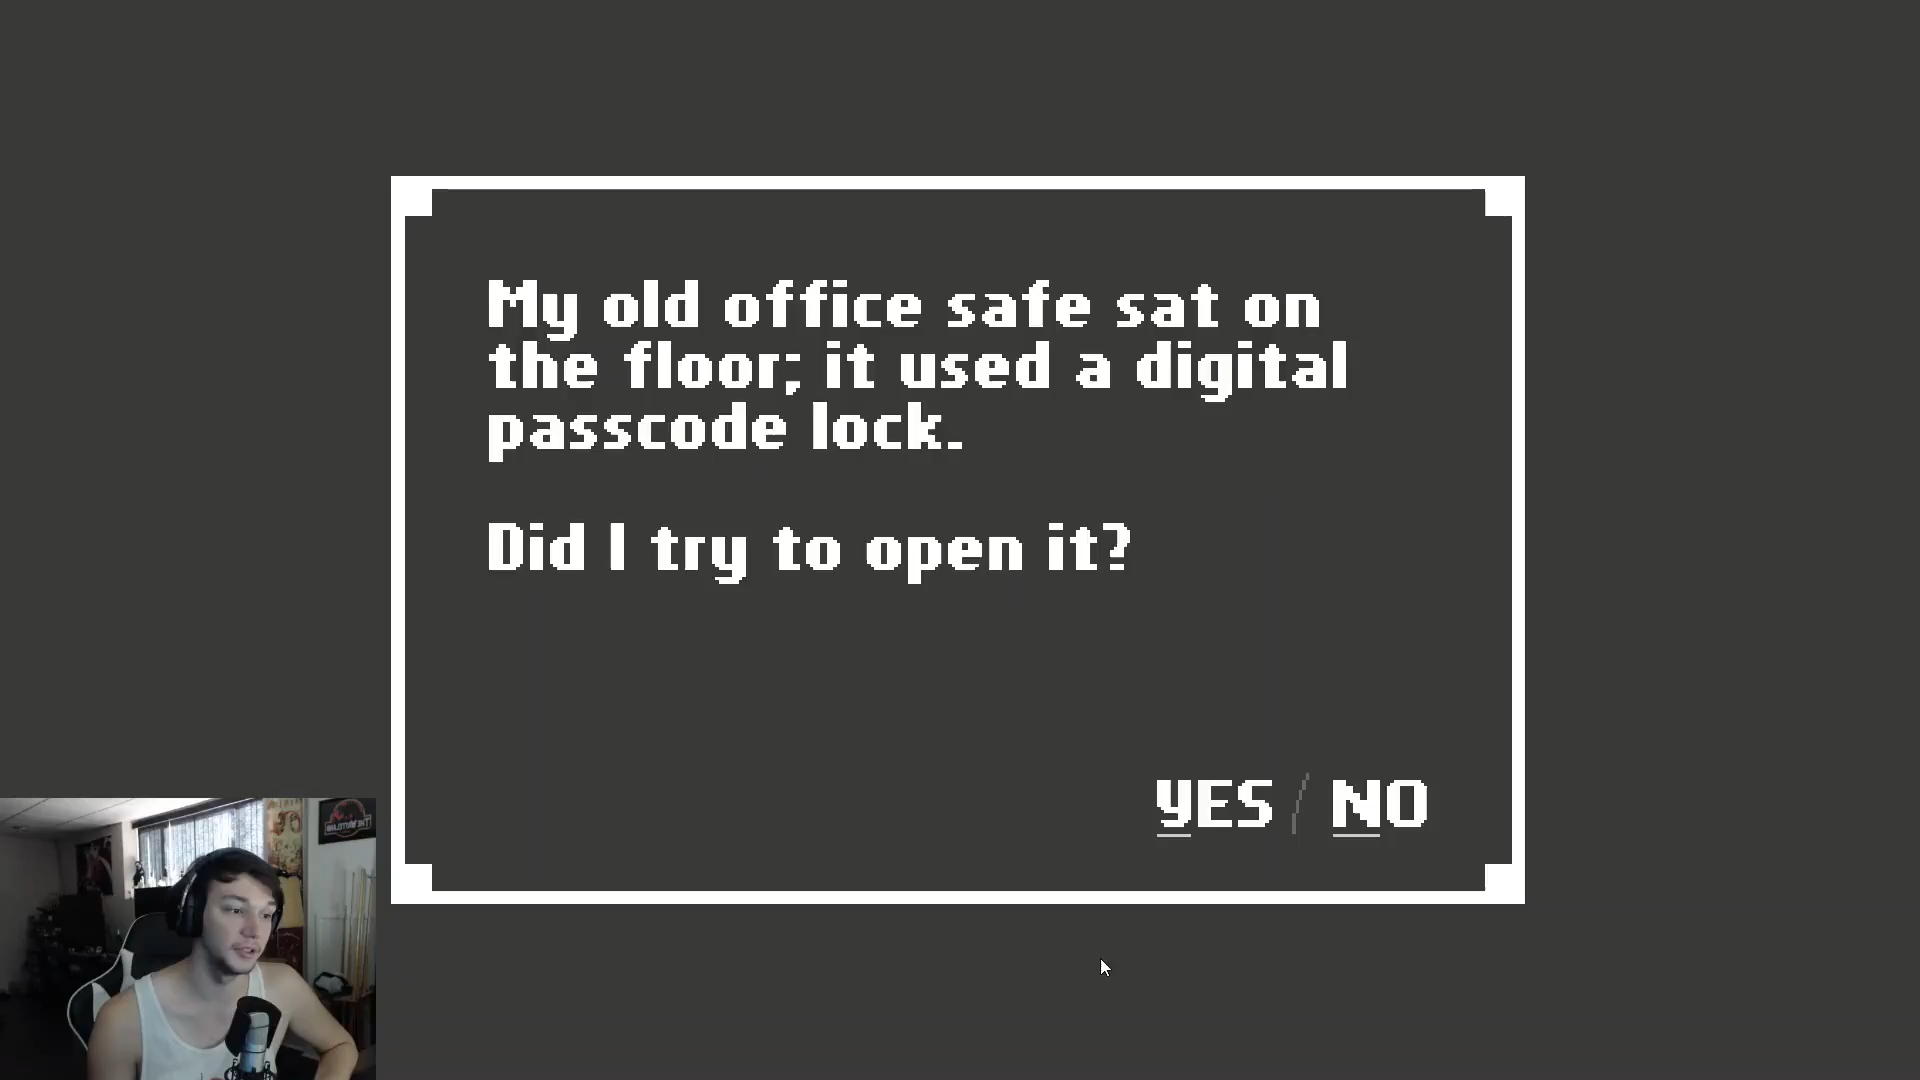 My old office safe sat on
the floor; it used a digital
passcode lock.
Did I try to open it?
YES / NO